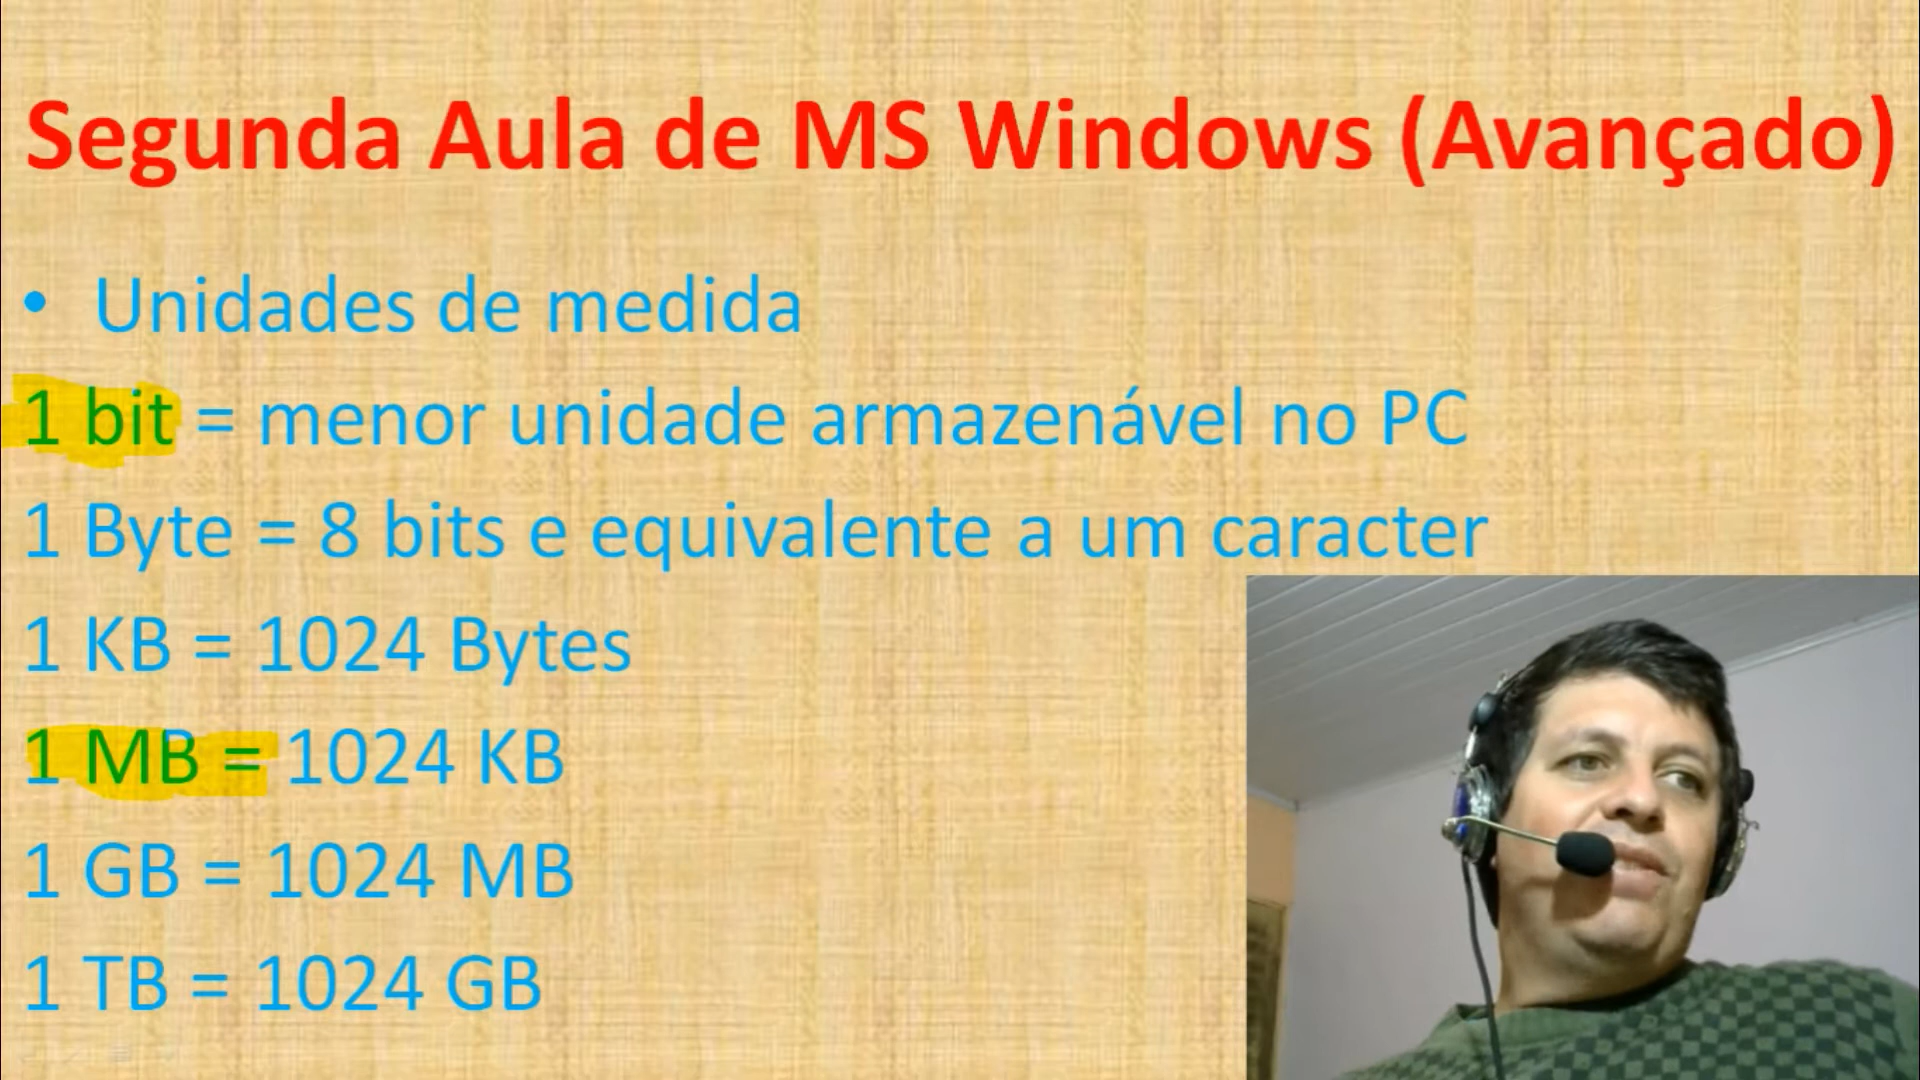 Segunda Aula de MS Windows (Avançado)
• Unidades de medida
1 bit = menor unidade armazenável no PC
1 Byte = 8 bits e equivalente a um caracter
1 KB = 1024 Bytes
1 MB = 1024 KB
1 GB = 1024 MB
1 TB = 1024 GB